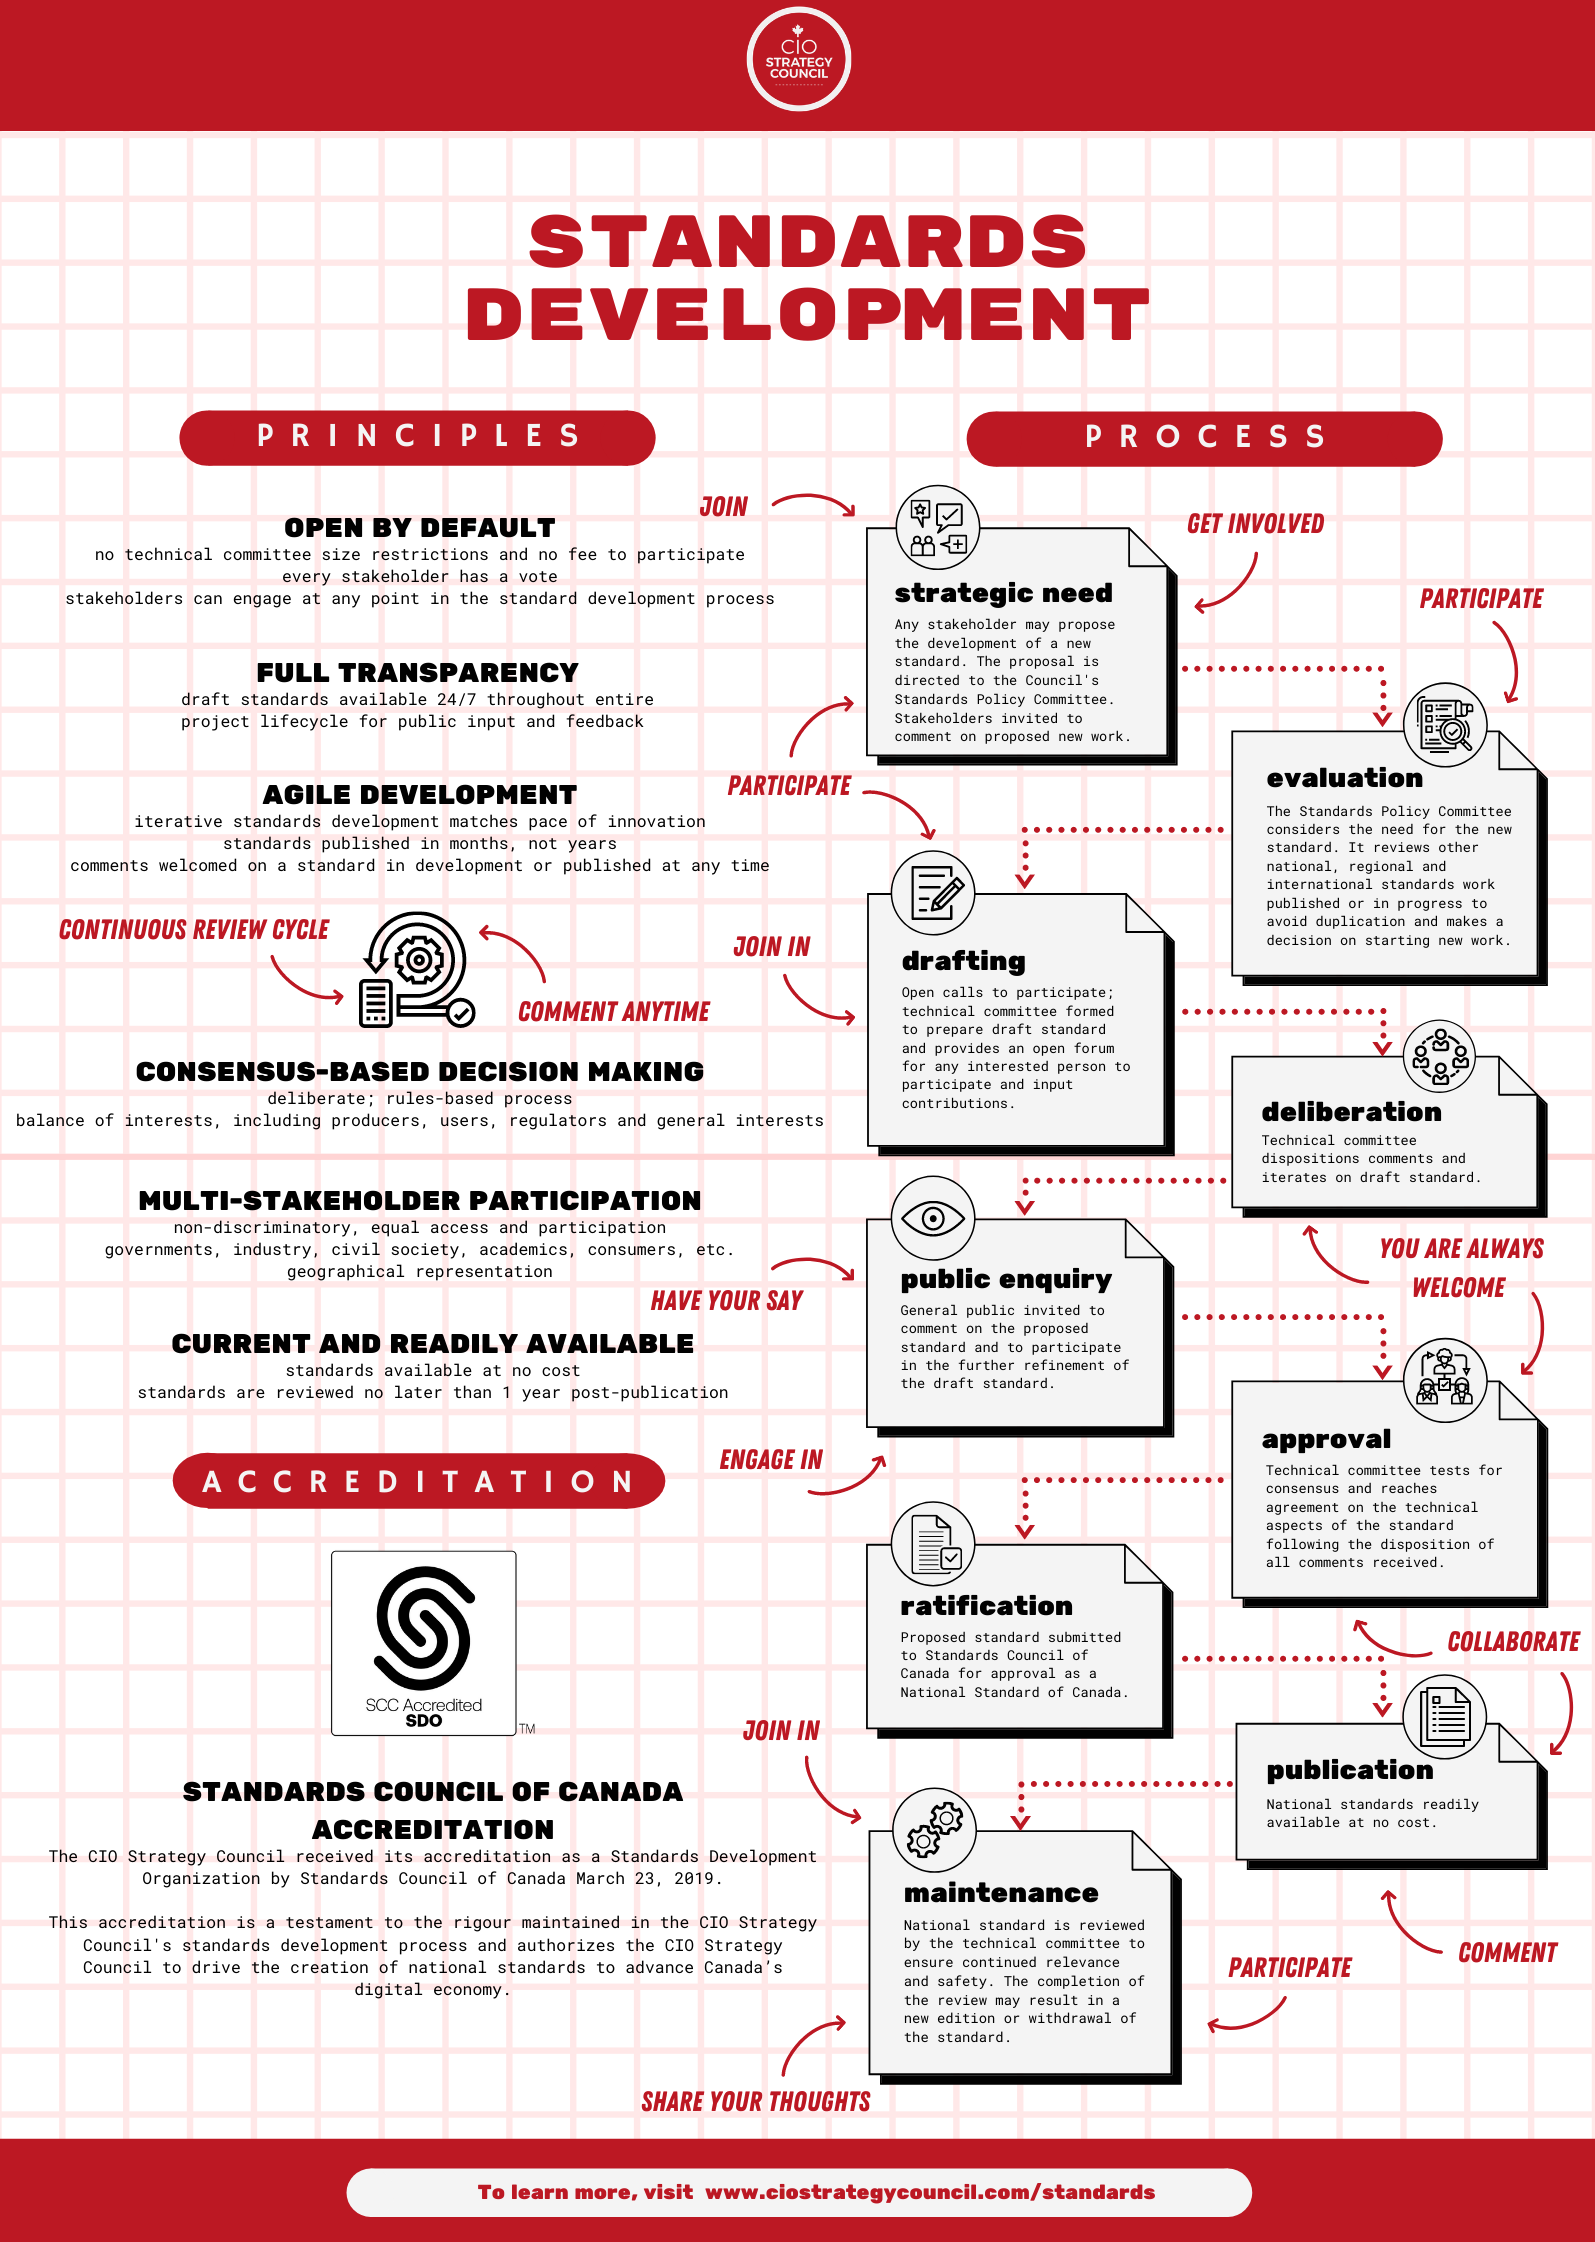 CIO
STRATEGY
COUNCIL
STANDARDS
DEVELOPMENT
PRINCIPLES
OPEN BY DEFAULT
no technical committee size restrictions and no fee to participate
every stakeholder has a vote
stakeholders can engage at any point in the standard development process
FULL TRANSPARENCY
draft standards available 24/7 throughout entire
project lifecycle for public input and feedback
AGILE DEVELOPMENT
iterative standards development matches pace of innovation
standards published in months, not years
comments welcomed on a standard in development or published at any time
CONTINUOUS REVIEW CYCLE
COMMENT ANYTIME
CONSENSUS-BASED DECISION MAKING
deliberate; rules-based process
balance of interests, including producers, users, regulators and general interests
MULTI-STAKEHOLDER PARTICIPATION
non-discriminatory, equal access and participation
governments, industry, civil society, academics, consumers, etc.
geographical representation
CURRENT AND READILY AVAILABLE
standards available at no cost
standards are reviewed no later than 1 year post-publication
ACCREDITATION
SCC Accredited
SDO
TM
STANDARDS COUNCIL OF CANADA
ACCREDITATION
The CIO Strategy Council received its accreditation as a Standards Development
Organization by Standards Council of Canada March 23, 2019.
This accreditation is a testament to the rigour maintained in the CIO Strategy
Council's standards development process and authorizes the CIO Strategy
Council to drive the creation of national standards to advance Canada's
digital economy.
PROCESS
JOIN
GET INVOLVED
strategic need
Any stakeholder may propose
the development of a new
standard. The proposal is
directed to the Council's
Standards Policy Committee.
Stakeholders invited to
comment on proposed new work.
PARTICIPATE
PARTICIPATE
evaluation
The Standards Policy Committee
considers the need for the new
standard. It reviews other
national, regional and
international standards work
published or in progress to
avoid duplication and makes a
decision on starting new work.
JOIN IN
drafting
Open calls to participate;
technical committee formed
to prepare draft standard
and provides an open forum
for any interested person to
participate and input
contributions.
deliberation
Technical committee
dispositions comments and
iterates on draft standard.
YOU ARE ALWAYS
WELCOME
HAVE YOUR SAY
public enquiry
General public invited to
comment on the proposed
standard and to participate
in the further refinement of
the draft standard.
ENGAGE IN
approval
Technical committee tests for
consensus and reaches
agreement on the technical
aspects of the standard
following the disposition of
all comments received.
COLLABORATE
ratification
Proposed standard submitted
to Standards Council of
Canada for approval as a
National Standard of Canada.
publication
National standards readily
available at no cost.
COMMENT
JOIN IN
maintenance
National standard is reviewed
by the technical committee to
ensure continued relevance
and safety. The completion of
the review may result in a
new edition or withdrawal of
the standard.
PARTICIPATE
SHARE YOUR THOUGHTS
To learn more, visit www.ciostrategycouncil.com/standards